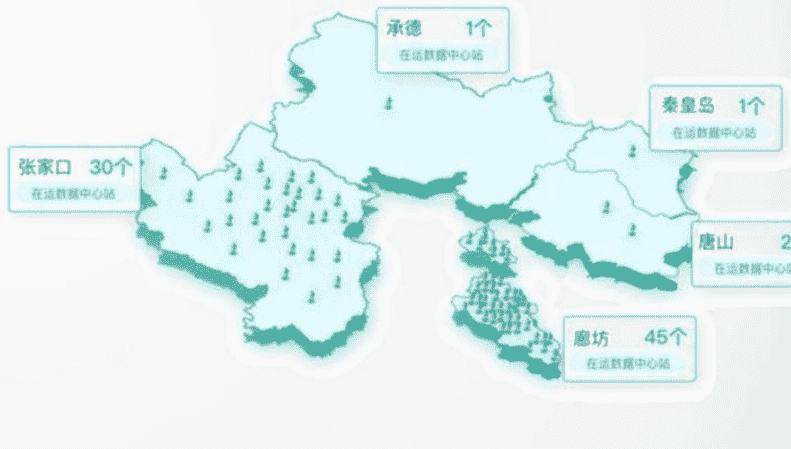 承德 1个
在运数据中心站
秦皇岛 1个
在运数据中心站
张家口 30个
在运数据中心站
唐山 2
在运数据中心
廊坊 45个
在运数据中心站